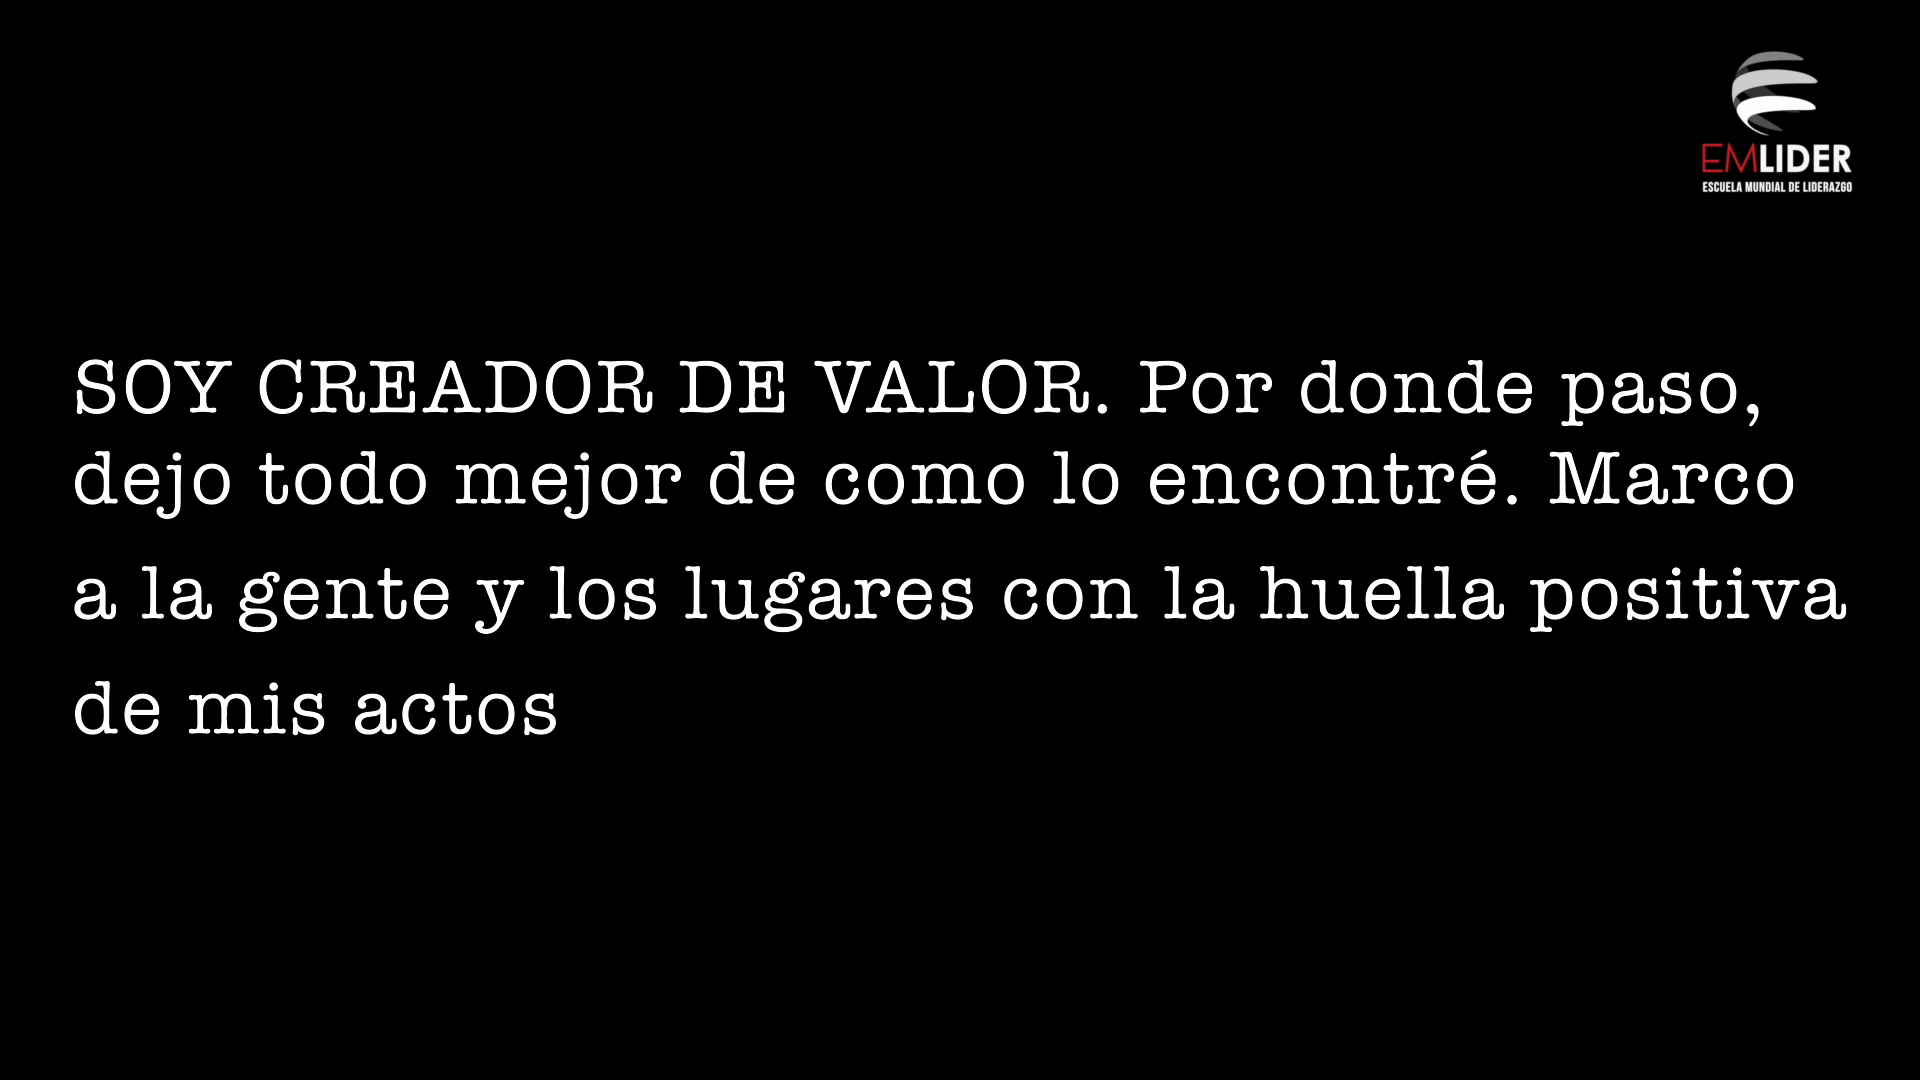 EMLIDER
ESCUELA MUNDIAL DE LIDERAZGO
SOY CREADOR DE VALOR. Por donde paso,
dejo todo mejor de como lo encontré. Marco
a la gente y los lugares con la huella positiva
de mis actos